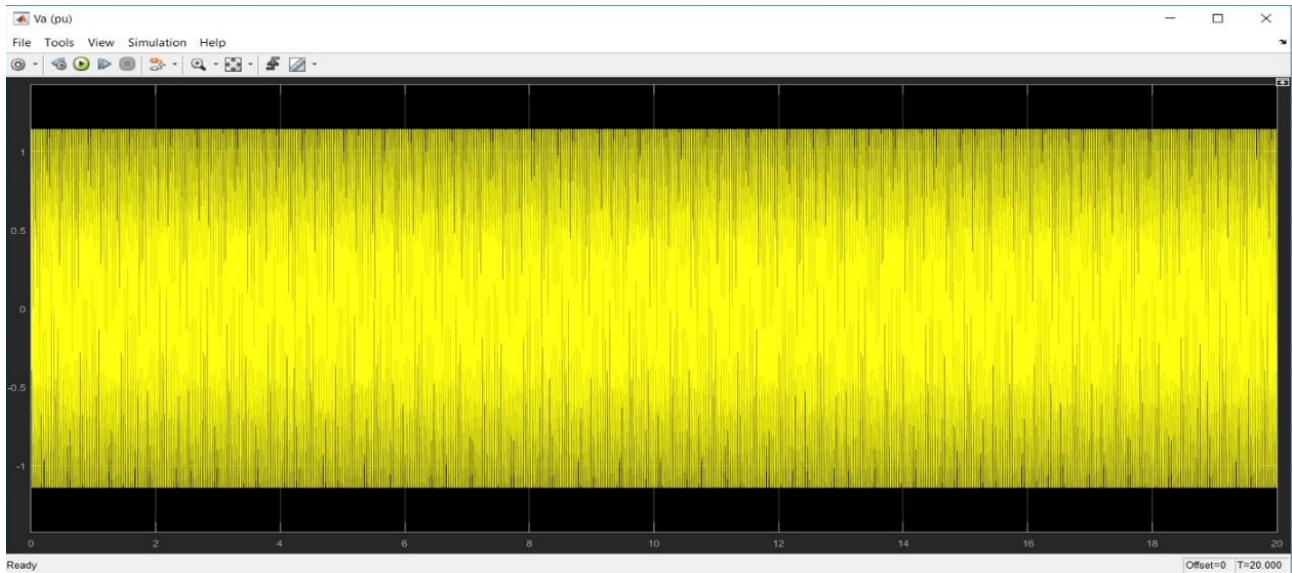 Va (pu)
File Tools View Simulation Help
1
0.5
0
-0.5
-1
0 2 4 6 8 10 12 14 16 18 20
Ready Offset=0 T=20.000